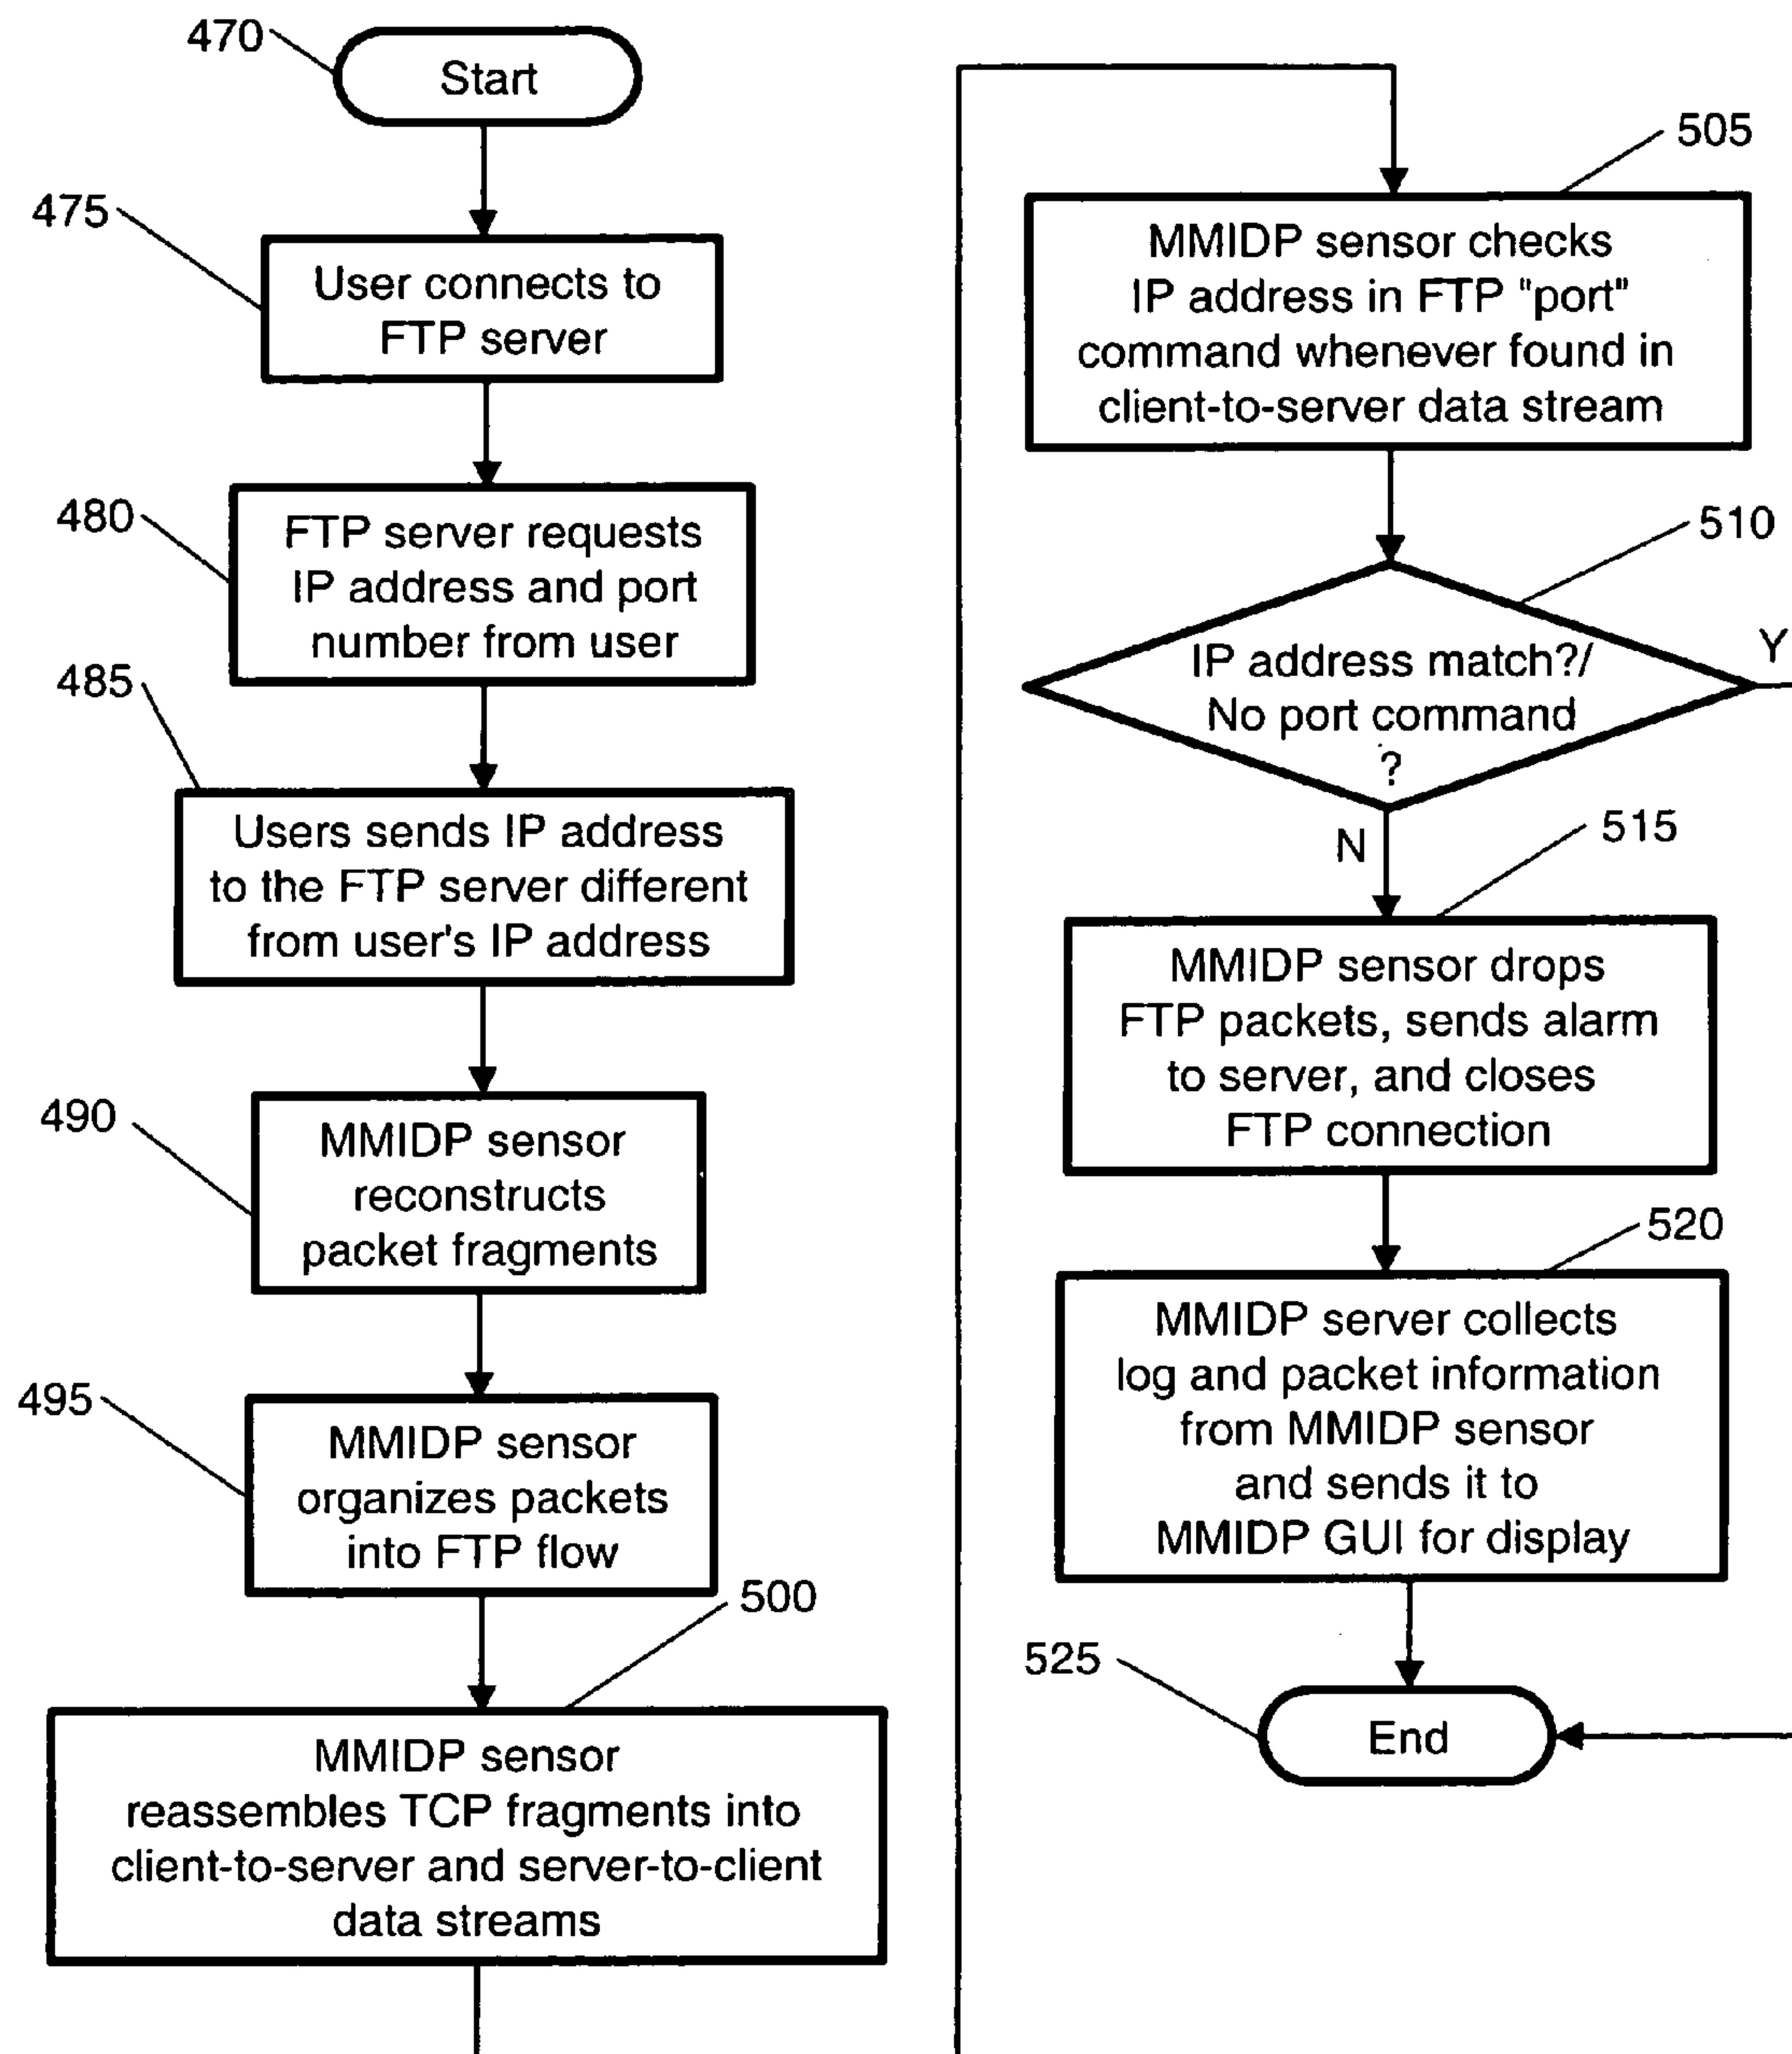 470
Start
475
User connects to
FTP server
480
FTP server requests
IP address and port
number from user
485
Users sends IP address
to the FTP server different
from user's IP address
490
MMIDP sensor
reconstructs
packet fragments
495
MMIDP sensor
organizes packets
into FTP flow
500
MMIDP sensor
reassembles TCP fragments into
client-to-server and server-to-client
data streams
505
MMIDP sensor checks
IP address in FTP "port"
command whenever found in
client-to-server data stream
510
IP address match?/
No port command
?
Y
N
515
MMIDP sensor drops
FTP packets, sends alarm
to server, and closes
FTP connection
520
MMIDP server collects
log and packet information
from MMIDP sensor
and sends it to
MMIDP GUI for display
525
End